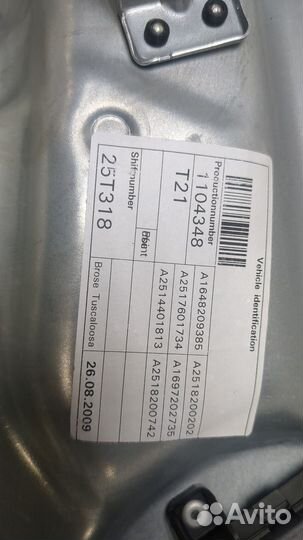 Vehicle identification
Productionnumber
1104348
T21
A1648209385
A2518200202
A2517601734
A1697202735
Plant
A2514401813
A2518200742
Shiftnumber
25T318
Brose Tuscaloosa
26.08.2009
Avito